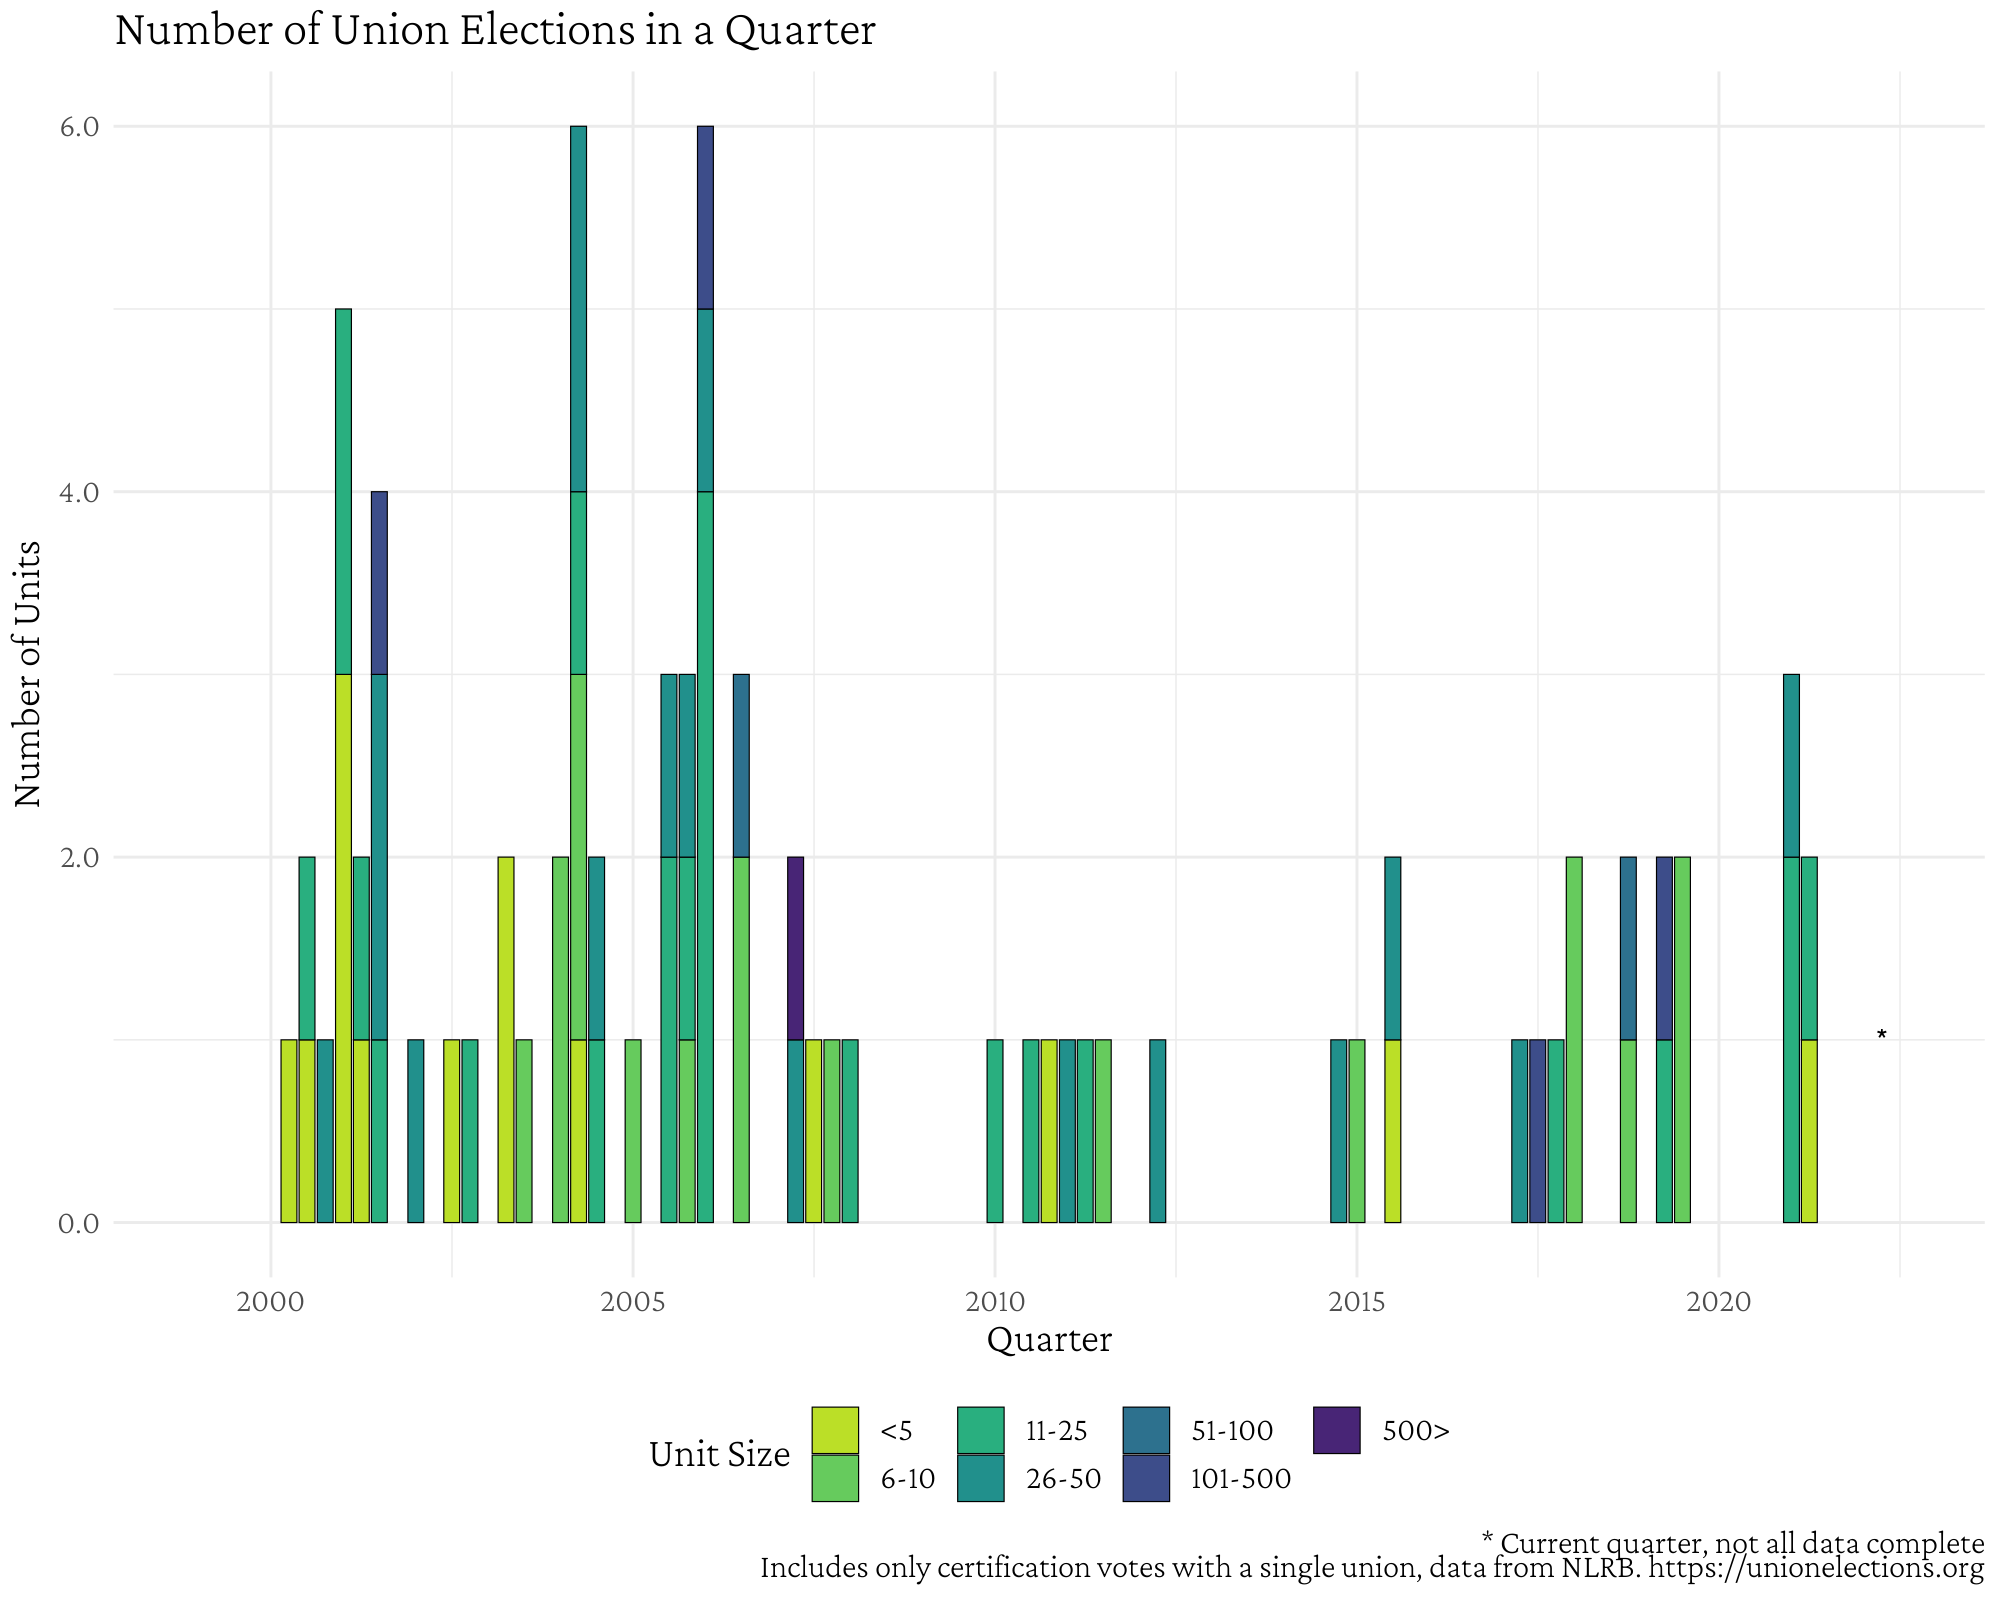 Number of Union Elections in a Quarter
Number of Units
6.0
4.0
2.0
0.0
*
2000 2005 2010 2015 2020
Quarter
Unit Size
<5 11-25 51-100 500>
6-10 26-50 101-500
* Current quarter, not all data complete
Includes only certification votes with a single union, data from NLRB. https://unionelections.org